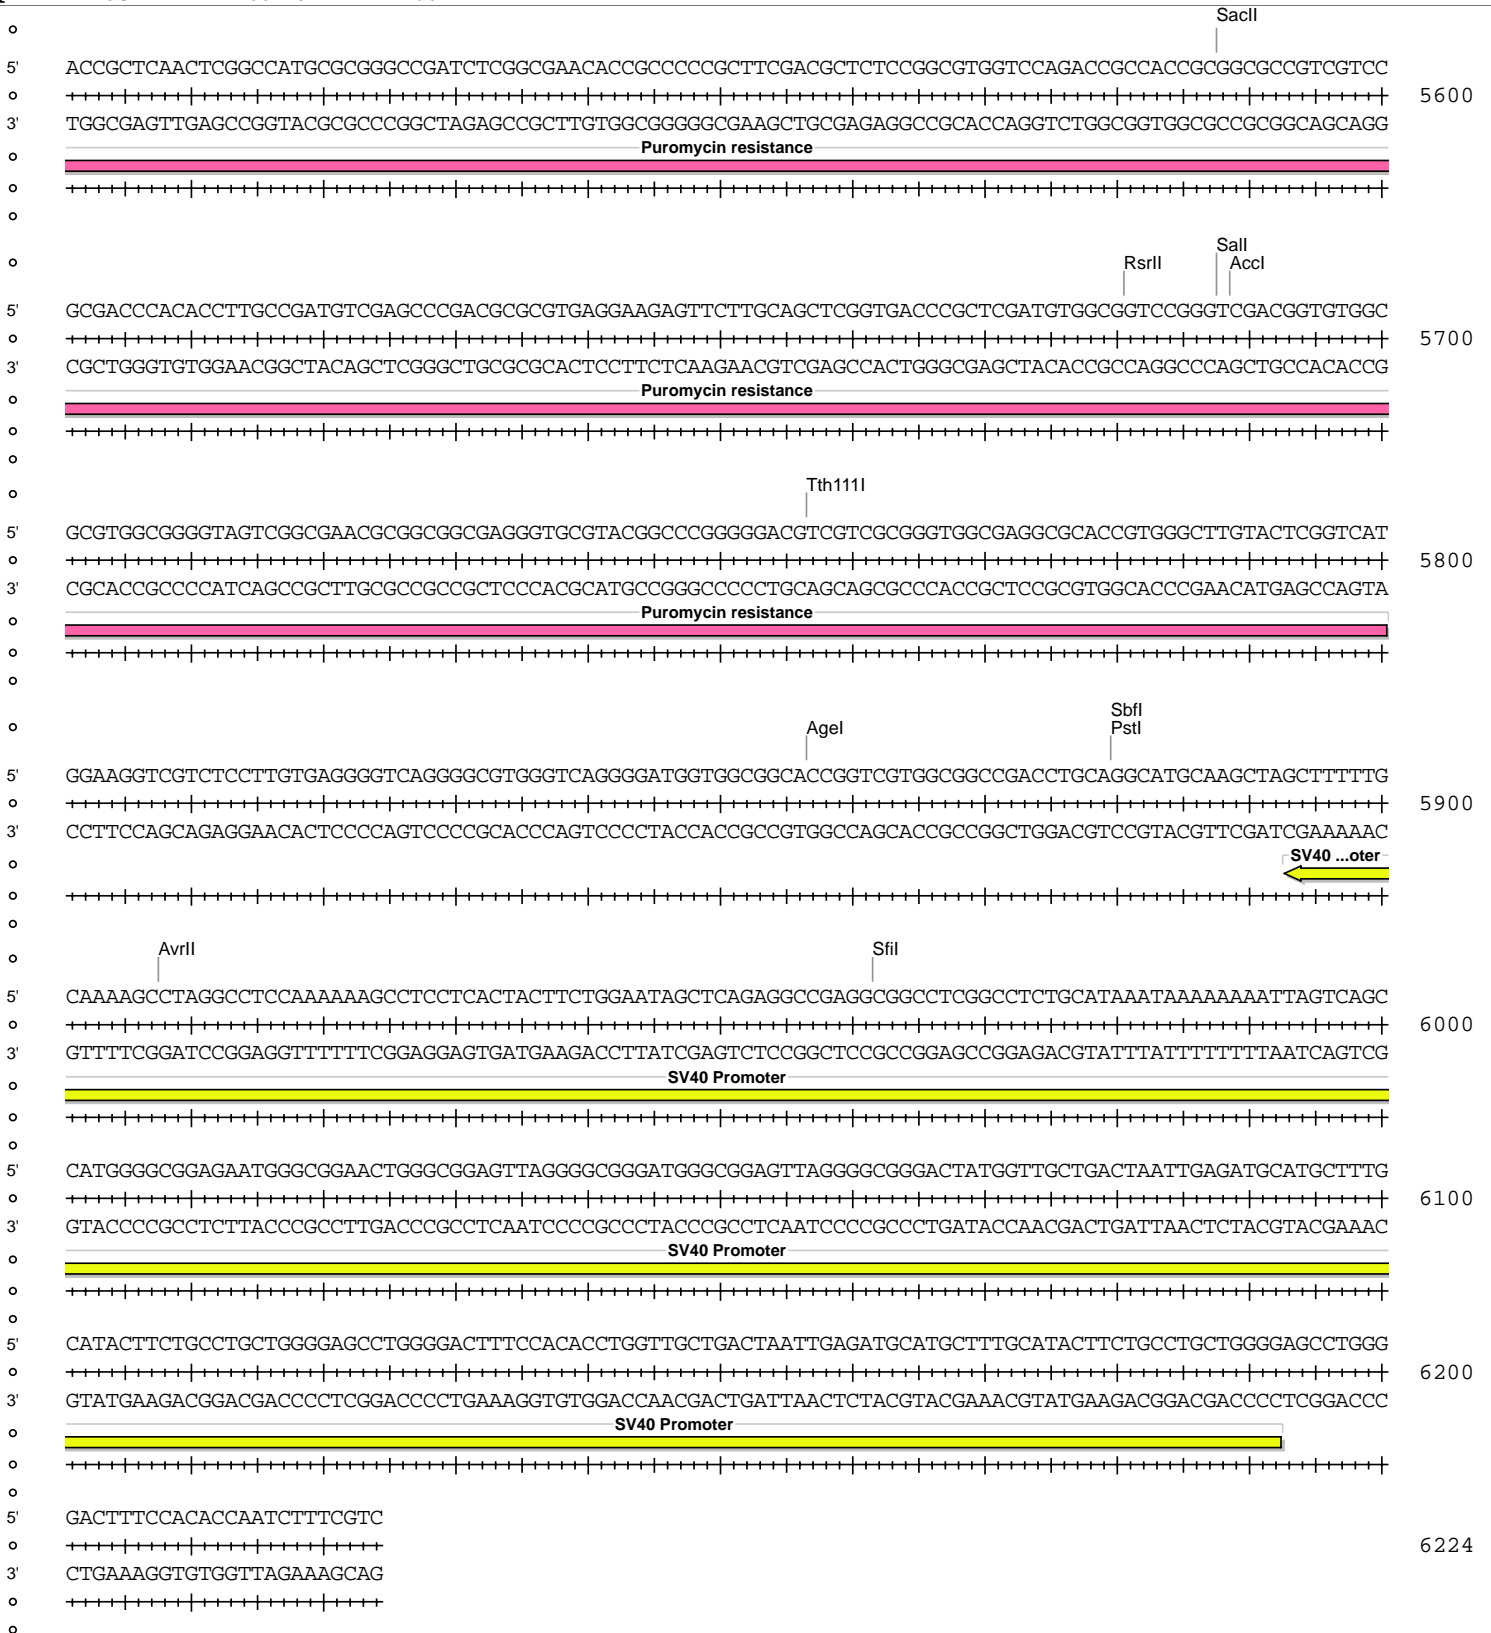 SacII
5' ACCGCTCAACTCGGCCATGCGCGGGCCGATCTCGGCGAACACCGCCCCCGCTTCGACGCTCTCCGGCGTGGTCCAGACCGCCACCGCGGCGCCGTCGTCC
5600
3' TGGCGAGTTGAGCCGGTACGCGCCCGGCTAGAGCCGCTTGTGGCGGGGGCGAAGCTGCGAGAGGCCGCACCAGGTCTGGCGGTGGCGCCGCGGCAGCAGG
Puromycin resistance
SalI
RsrII AccI
5' GCGACCCACACCTTGCCGATGTCGAGCCCGACGCGCGTGAGGAAGAGTTCTTGCAGCTCGGTGACCCGCTCGATGTGGCGGTCCGGGTCGACGGTGTGGC
5700
3' CGCTGGGTGTGGAACGGCTACAGCTCGGGCTGCGCGCACTCCTTCTCAAGAACGTCGAGCCACTGGGCGAGCTACACCGCCAGGCCCAGCTGCCACACCG
Puromycin resistance
Tth111I
5' GCGTGGCGGGGTAGTCGGCGAACGCGGCGGCGAGGGTGCGTACGGCCCGGGGGACGTCGTCGCGGGTGGCGAGGCGCACCGTGGGCTTGTACTCGGTCAT
5800
3' CGCACCGCCCCATCAGCCGCTTGCGCCGCCGCTCCCACGCATGCCGGGCCCCCTGCAGCAGCGCCCACCGCTCCGCGTGGCACCCGAACATGAGCCAGTA
Puromycin resistance
SbfI
AgeI PstI
5' GGAAGGTCGTCTCCTTGTGAGGGGTCAGGGGCGTGGGTCAGGGGATGGTGGCGGCACCGGTCGTGGCGGCCGACCTGCAGGCATGCAAGCTAGCTTTTTG
5900
3' CCTTCCAGCAGAGGAACACTCCCCAGTCCCCGCACCCAGTCCCCTACCACCGCCGTGGCCAGCACCGCCGGCTGGACGTCCGTACGTTCGATCGAAAAAC
SV40 ...oter
AvrII SfiI
5' CAAAAGCCTAGGCCTCCAAAAAAGCCTCCTCACTACTTCTGGAATAGCTCAGAGGCCGAGGCGGCCTCGGCCTCTGCATAAATAAAAAAAATTAGTCAGC
6000
3' GTTTTCGGATCCGGAGGTTTTTTCGGAGGAGTGATGAAGACCTTATCGAGTCTCCGGCTCCGCCGGAGCCGGAGACGTATTTATTTTTTTTAATCAGTCG
SV40 Promoter
5' CATGGGGCGGAGAATGGGCGGAACTGGGCGGAGTTAGGGGCGGGATGGGCGGAGTTAGGGGCGGGACTATGGTTGCTGACTAATTGAGATGCATGCTTTG
6100
3' GTACCCCGCCTCTTACCCGCCTTGACCCGCCTCAATCCCCGCCCTACCCGCCTCAATCCCCGCCCTGATACCAACGACTGATTAACTCTACGTACGAAAC
SV40 Promoter
5' CATACTTCTGCCTGCTGGGGAGCCTGGGGACTTTCCACACCTGGTTGCTGACTAATTGAGATGCATGCTTTGCATACTTCTGCCTGCTGGGGAGCCTGGG
6200
3' GTATGAAGACGGACGACCCCTCGGACCCCTGAAAGGTGTGGACCAACGACTGATTAACTCTACGTACGAAACGTATGAAGACGGACGACCCCTCGGACCC
SV40 Promoter
5' GACTTTCCACACCAATCTTTCGTC
6224
3' CTGAAAGGTGTGGTTAGAAAGCAG